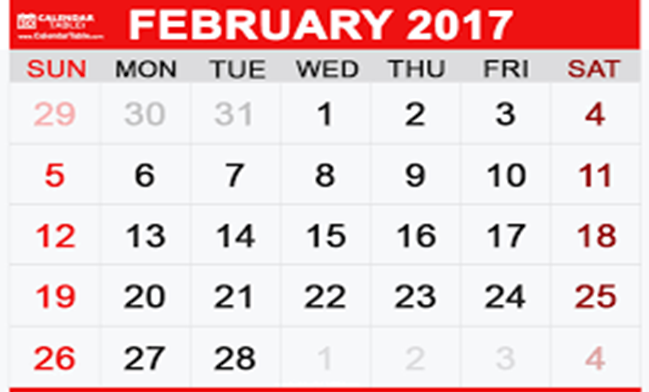 CALENDAR
TABLE!
www.CalendarTable.com
FEBRUARY 2017
SUN MON TUE WED THU FRI SAT
29 30 31 1 2 3 4
5 6 7 8 9 10 11
12 13 14 15 16 17 18
19 20 21 22 23 24 25
26 27 28 1 2 3 4